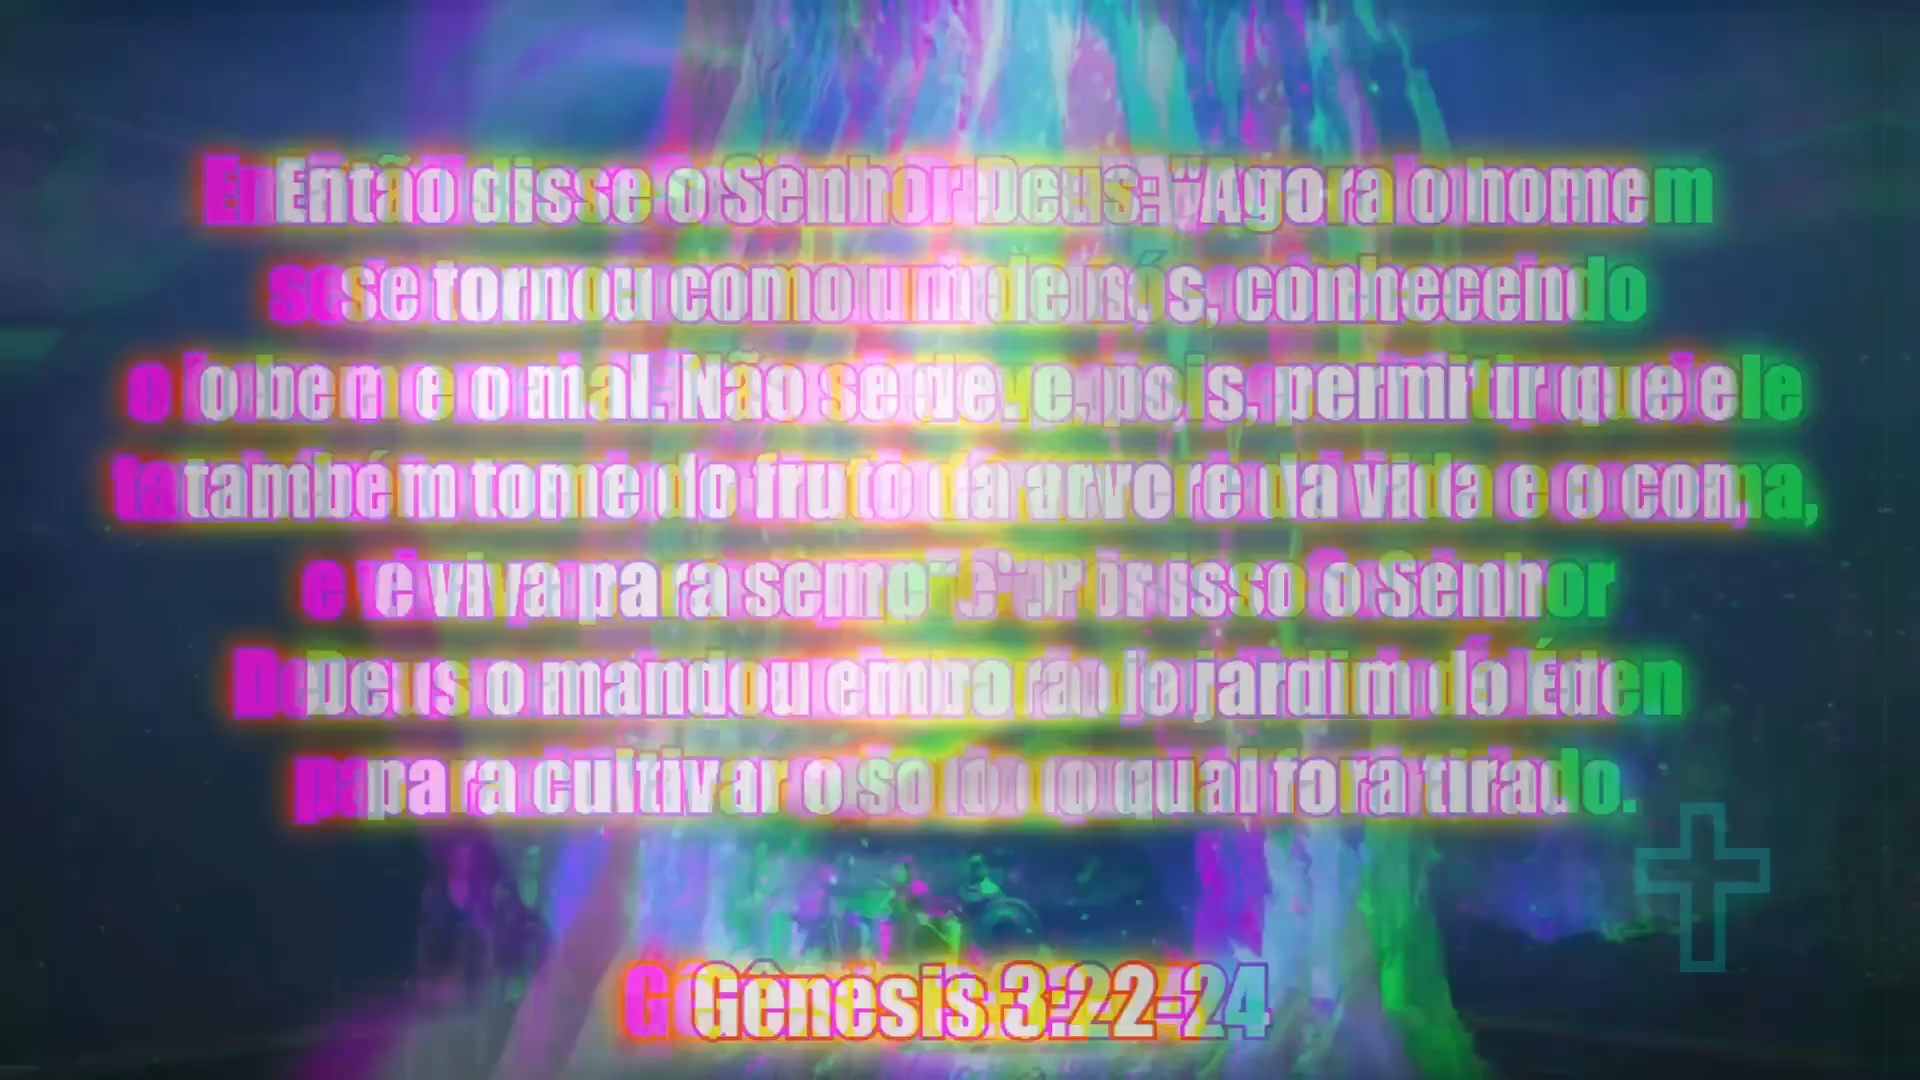 Então disse o Senhor Deus: "Agora o homem
se tornou como um de nós, conhecendo
o bem e o mal. Não se deve, pois, permitir que ele
também tome do fruto da árvore da vida e o coma,
e viva para sempre". Por isso o Senhor
Deus o mandou embora do jardim do Éden
para cultivar o solo do qual fora tirado.
Gênesis 3:22-24